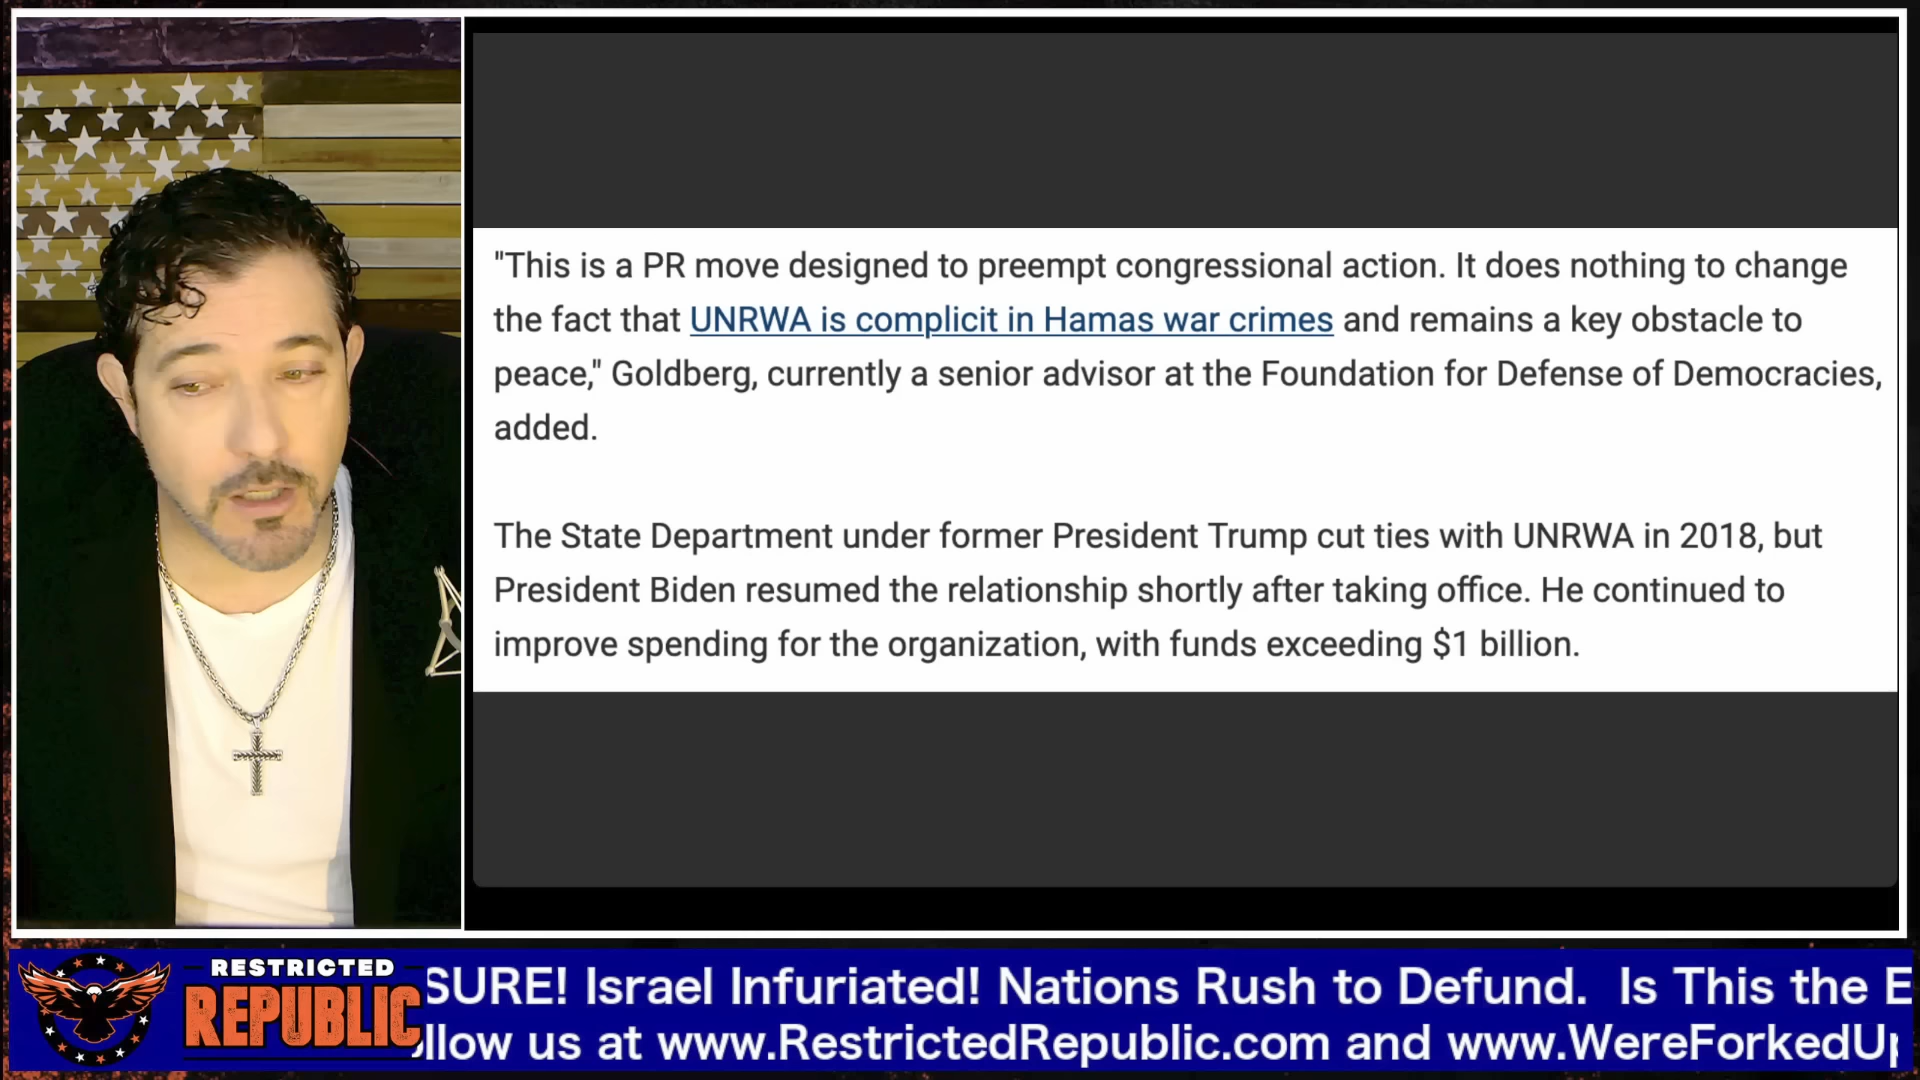 "This is a PR move designed to preempt congressional action. It does nothing to change
the fact that UNRWA is complicit in Hamas war crimes and remains a key obstacle to
peace," Goldberg, currently a senior advisor at the Foundation for Defense of Democracies,
added.
The State Department under former President Trump cut ties with UNRWA in 2018, but
President Biden resumed the relationship shortly after taking office. He continued to
improve spending for the organization, with funds exceeding $1 billion.
RESTRICTED
REPUBLIC
SURE! Israel Infuriated! Nations Rush to Defund. Is This the E
llow us at www.RestrictedRepublic.com and www.WereForkedUp